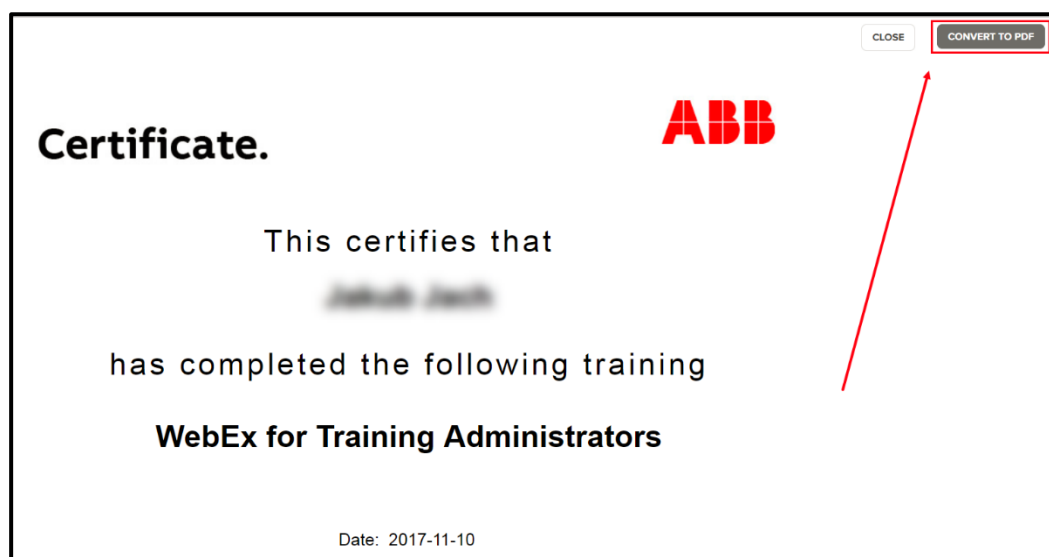 CLOSE
CONVERT TO PDF
ABB
Certificate.
This certifies that
has completed the following training
WebEx for Training Administrators
Date: 2017-11-10